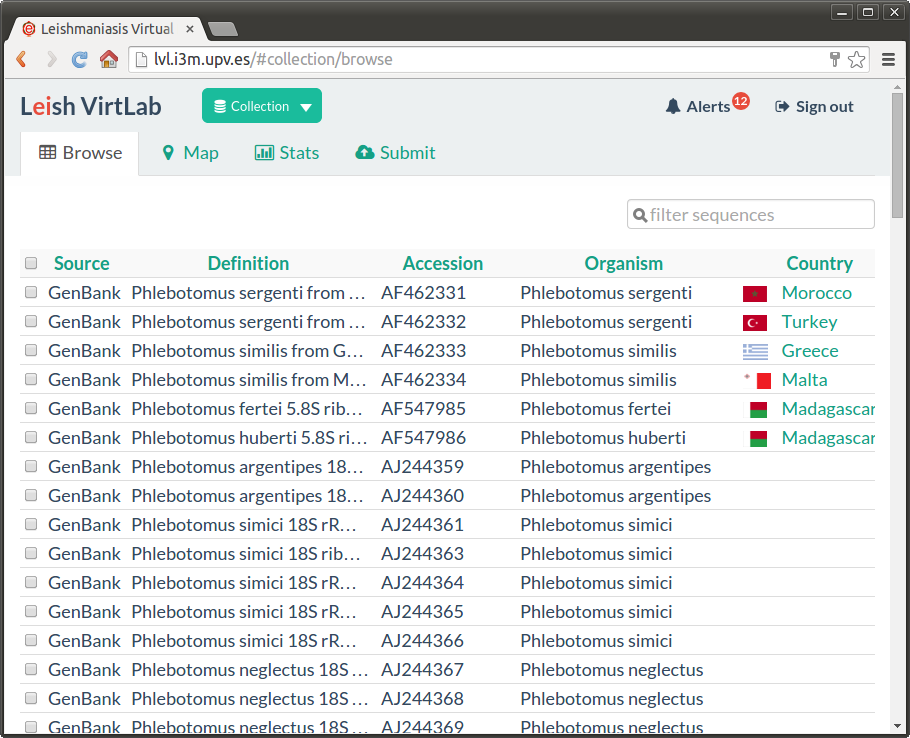 Leishmaniasis Virtual
lvl.i3m.upv.es/#collection/browse
Leish VirtLab Collection Alerts 12 Sign out
Browse Map Stats Submit
filter sequences
Source Definition Accession Organism Country
GenBank Phlebotomus sergenti from ... AF462331 Phlebotomus sergenti Morocco
GenBank Phlebotomus sergenti from ... AF462332 Phlebotomus sergenti Turkey
GenBank Phlebotomus similis from G... AF462333 Phlebotomus similis Greece
GenBank Phlebotomus similis from M... AF462334 Phlebotomus similis Malta
GenBank Phlebotomus fertei 5.8S rib... AF547985 Phlebotomus fertei Madagascar
GenBank Phlebotomus huberti 5.8S ri... AF547986 Phlebotomus huberti Madagascar
GenBank Phlebotomus argentipes 18... AJ244359 Phlebotomus argentipes
GenBank Phlebotomus argentipes 18... AJ244360 Phlebotomus argentipes
GenBank Phlebotomus simici 18S rR... AJ244361 Phlebotomus simici
GenBank Phlebotomus simici 18S rib... AJ244363 Phlebotomus simici
GenBank Phlebotomus simici 18S rR... AJ244364 Phlebotomus simici
GenBank Phlebotomus simici 18S rR... AJ244365 Phlebotomus simici
GenBank Phlebotomus simici 18S rR... AJ244366 Phlebotomus simici
GenBank Phlebotomus neglectus 18S ... AJ244367 Phlebotomus neglectus
GenBank Phlebotomus neglectus 18S ... AJ244368 Phlebotomus neglectus
GenBank Phlebotomus neglectus 18S ... AJ244369 Phlebotomus neglectus